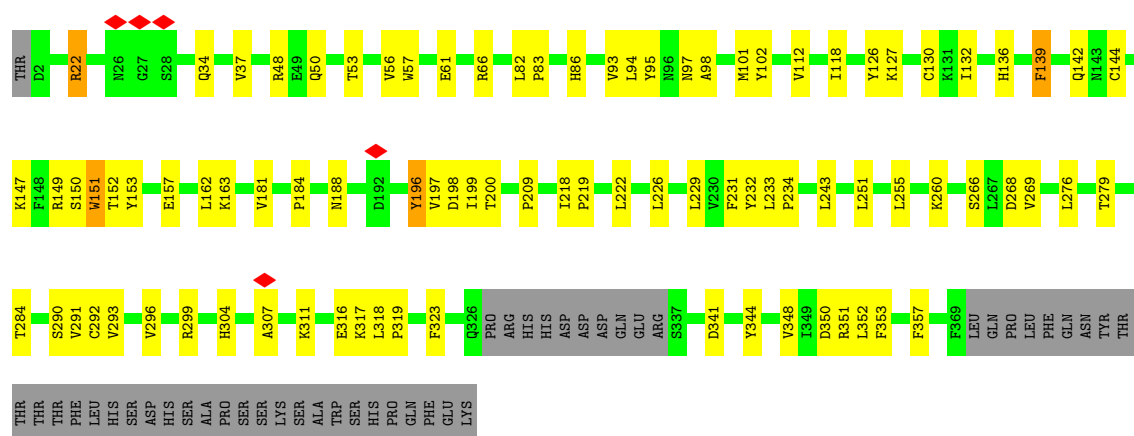 THR D2 R22 N26 G27 S28 Q34 V37 R48 E49 Q50 T53 V56 W57 E61 R66 L82 P83 H86 V93 L94 Y95 N96 N97 A98 M101 Y102 V112 I118 Y126 K127 C130 K131 I132 H136 F139 Q142 N143 C144
K147 F148 R149 S150 W151 T152 Y153 E157 L162 K163 V181 P184 N188 D192 Y196 V197 D198 I199 T200 P209 I218 P219 L222 L226 L229 V230 F231 Y232 L233 P234 L243 L251 L255 K260 S266 L267 D268 V269 L276 T279
T284 S290 V291 C292 V293 V296 R299 H304 A307 K311 E316 K317 L318 P319 F323 Q326 PRO ARG HIS HIS ASP ASP ASP GLN GLU ARG S337 D341 Y344 V348 I349 D350 R351 L352 F353 F357 F369 LEU GLN PRO LEU PHE GLN ASN TYR THR
THR THR THR PHE LEU HIS SER ASP HIS SER ALA PRO SER SER LYS SER ALA TRP SER HIS PRO GLN PHE GLU LYS